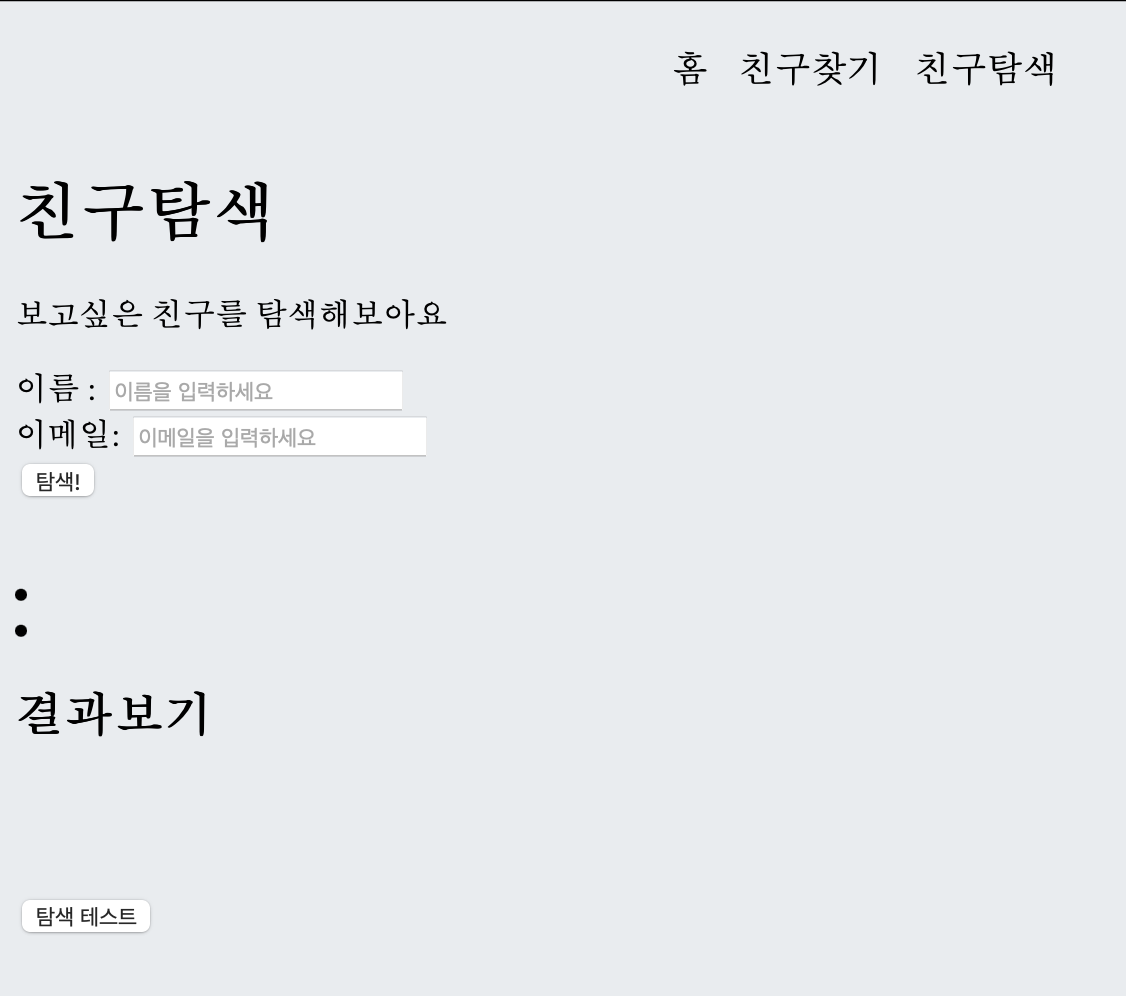 홈 친구찾기 친구탐색
친구탐색
보고싶은 친구를 탐색해보아요
이름 : 이름을 입력하세요
이메일: 이메일을 입력하세요
탐색!
결과보기
탐색 테스트